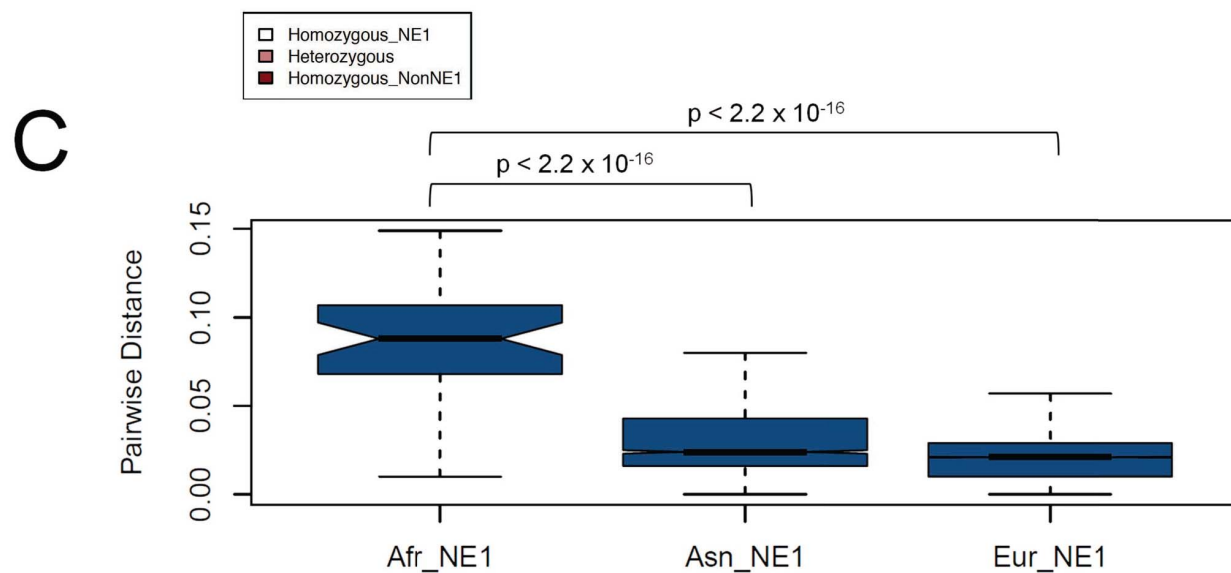 Homozygous_NE1
Heterozygous
Homozygous_NonNE1
C
p < 2.2 x 10-16
p < 2.2 x 10-16
Pairwise Distance
0.15
0.10
0.05
0.00
Afr_NE1 Asn_NE1 Eur_NE1